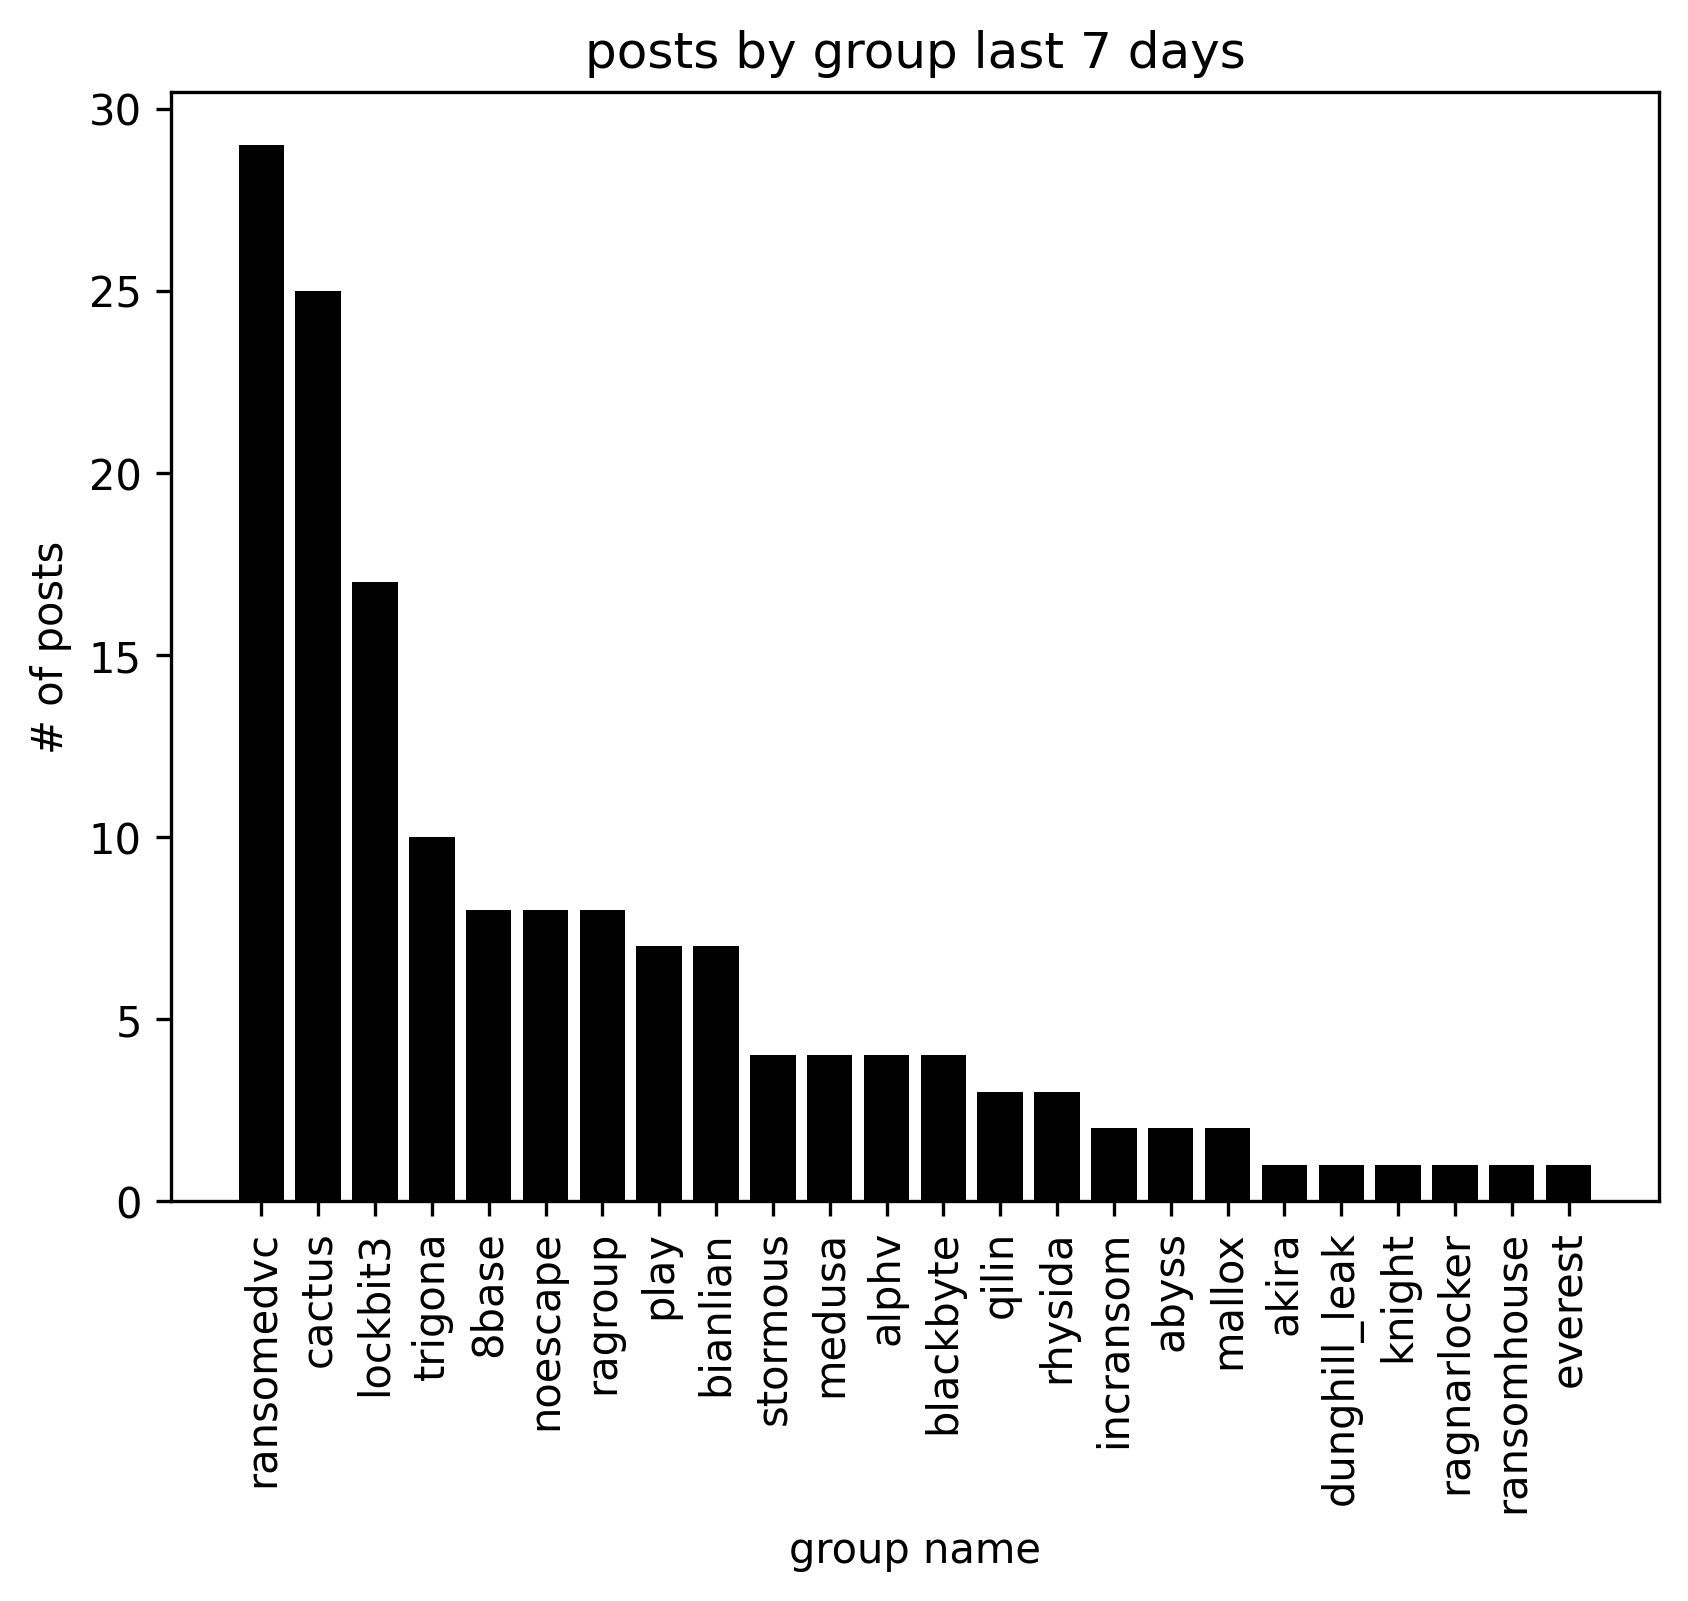 posts by group last 7 days
30
25
20
15
10
5
0
# of posts
ransomedvc
cactus
lockbit3
trigona
8base
noescape
ragroup
play
bianlian
stormous
medusa
alphv
blackbyte
qilin
rhysida
incransom
abyss
mallox
akira
dunghill_leak
knight
ragnarlocker
ransomhouse
everest
group name